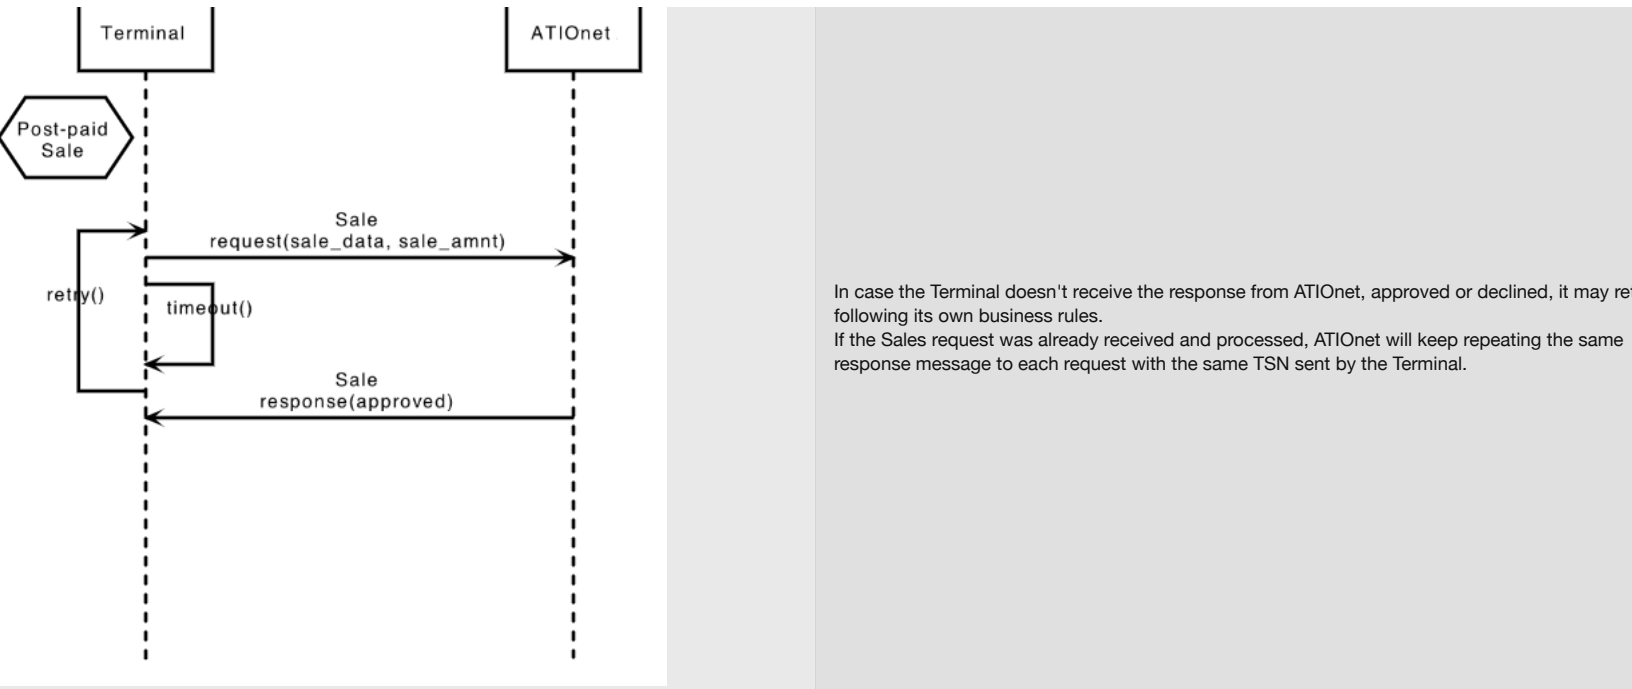 Terminal
ATIOnet
Post-paid
Sale
Sale
request(sale_data, sale_amnt)
retry()
timeout()
Sale
response(approved)
In case the Terminal doesn't receive the response from ATIOnet, approved or declined, it may
following its own business rules.
If the Sales request was already received and processed, ATIOnet will keep repeating the same
response message to each request with the same TSN sent by the Terminal.